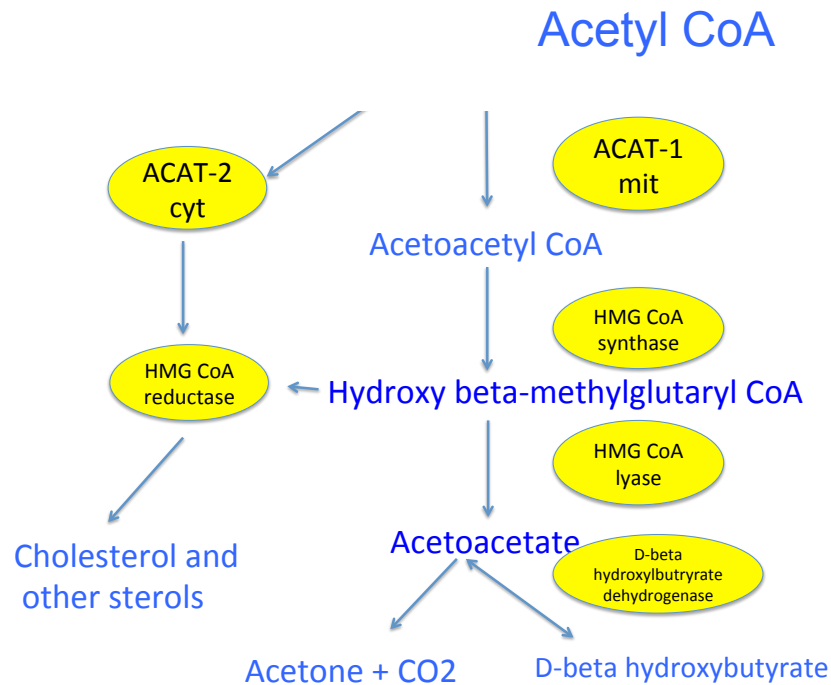 Acetyl CoA
ACAT-2
cyt
ACAT-1
mit
Acetoacetyl CoA
HMG CoA
synthase
HMG CoA
reductase
Hydroxy beta-methylglutaryl CoA
HMG CoA
lyase
Cholesterol and
other sterols
Acetoacetate
D-beta
hydroxylbutryrate
dehydrogenase
Acetone + CO2
D-beta hydroxybutyrate